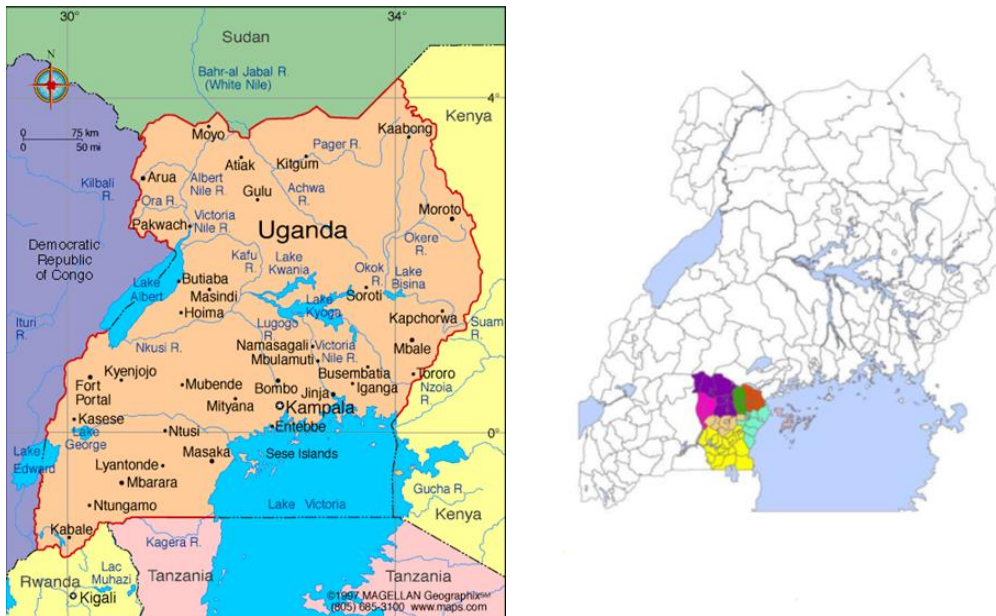 30°
34°
Sudan
N
Bahr-al Jabal R.
(White Nile)
4°
Kenya
Kaabong
Moyo
75 km
50 mi
0
0
Pager R.
Atiak
Kitgum
Arua
Albert
Nile R.
Achwa
R.
Kilbali
R.
Gulu
Ora R.
Moroto
Pakwach
Victoria
Nile R.
Uganda
Okere
R.
Democratic
Republic
of Congo
Kafu
R.
Lake
Kwania
Okok
R.
Lake
Bisina
Butiaba
Lake
Albert
Masindi
Soroti
Hoima
Lake
Kyoga
Kapchorwa
Suam
R.
Ituri
R.
Lugogo
R.
Nkusi R.
Namasagali
Victoria
Nile R.
Mbale
Mbulamuti
Kyenjojo
Busembatia
Tororo
Fort
Portal
Mubende
Bombo
Jinja
Iganga
Nzoia
R.
Mityana
Kampala
Kasese
Entebbe
Lake
George
Ntusi
0°
Lake
Edward
Masaka
Sese Islands
Lyantonde
Mbarara
Gucha R.
Ntungamo
Lake Victoria
Kenya
Kabale
Kagera R.
Rwanda
Lac
Muhazi
Tanzania
Tanzania
Kigali
©1997 MAGELLAN Geographix℠
(805) 685-3100 www.maps.com